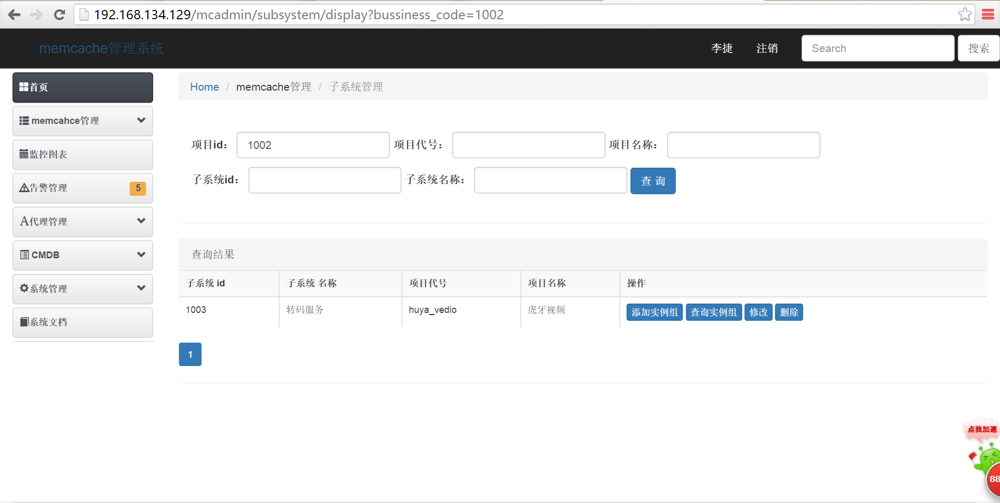 192.168.134.129/mcadmin/subsystem/display?bussiness_code=1002
memcache管理系统 李捷 注销 Search 搜索
首页
memcahce管理
监控图表
告警管理 5
代理管理
CMDB
系统管理
系统文档
Home / memcache管理 / 子系统管理
项目id： 1002 项目代号： 项目名称：
子系统id： 子系统名称： 查 询
查询结果
子系统 id 子系统 名称 项目代号 项目名称 操作
1003 转码服务 huya_vedio 虎牙视频 添加实例组 查询实例组 修改 删除
1
点我加速
88